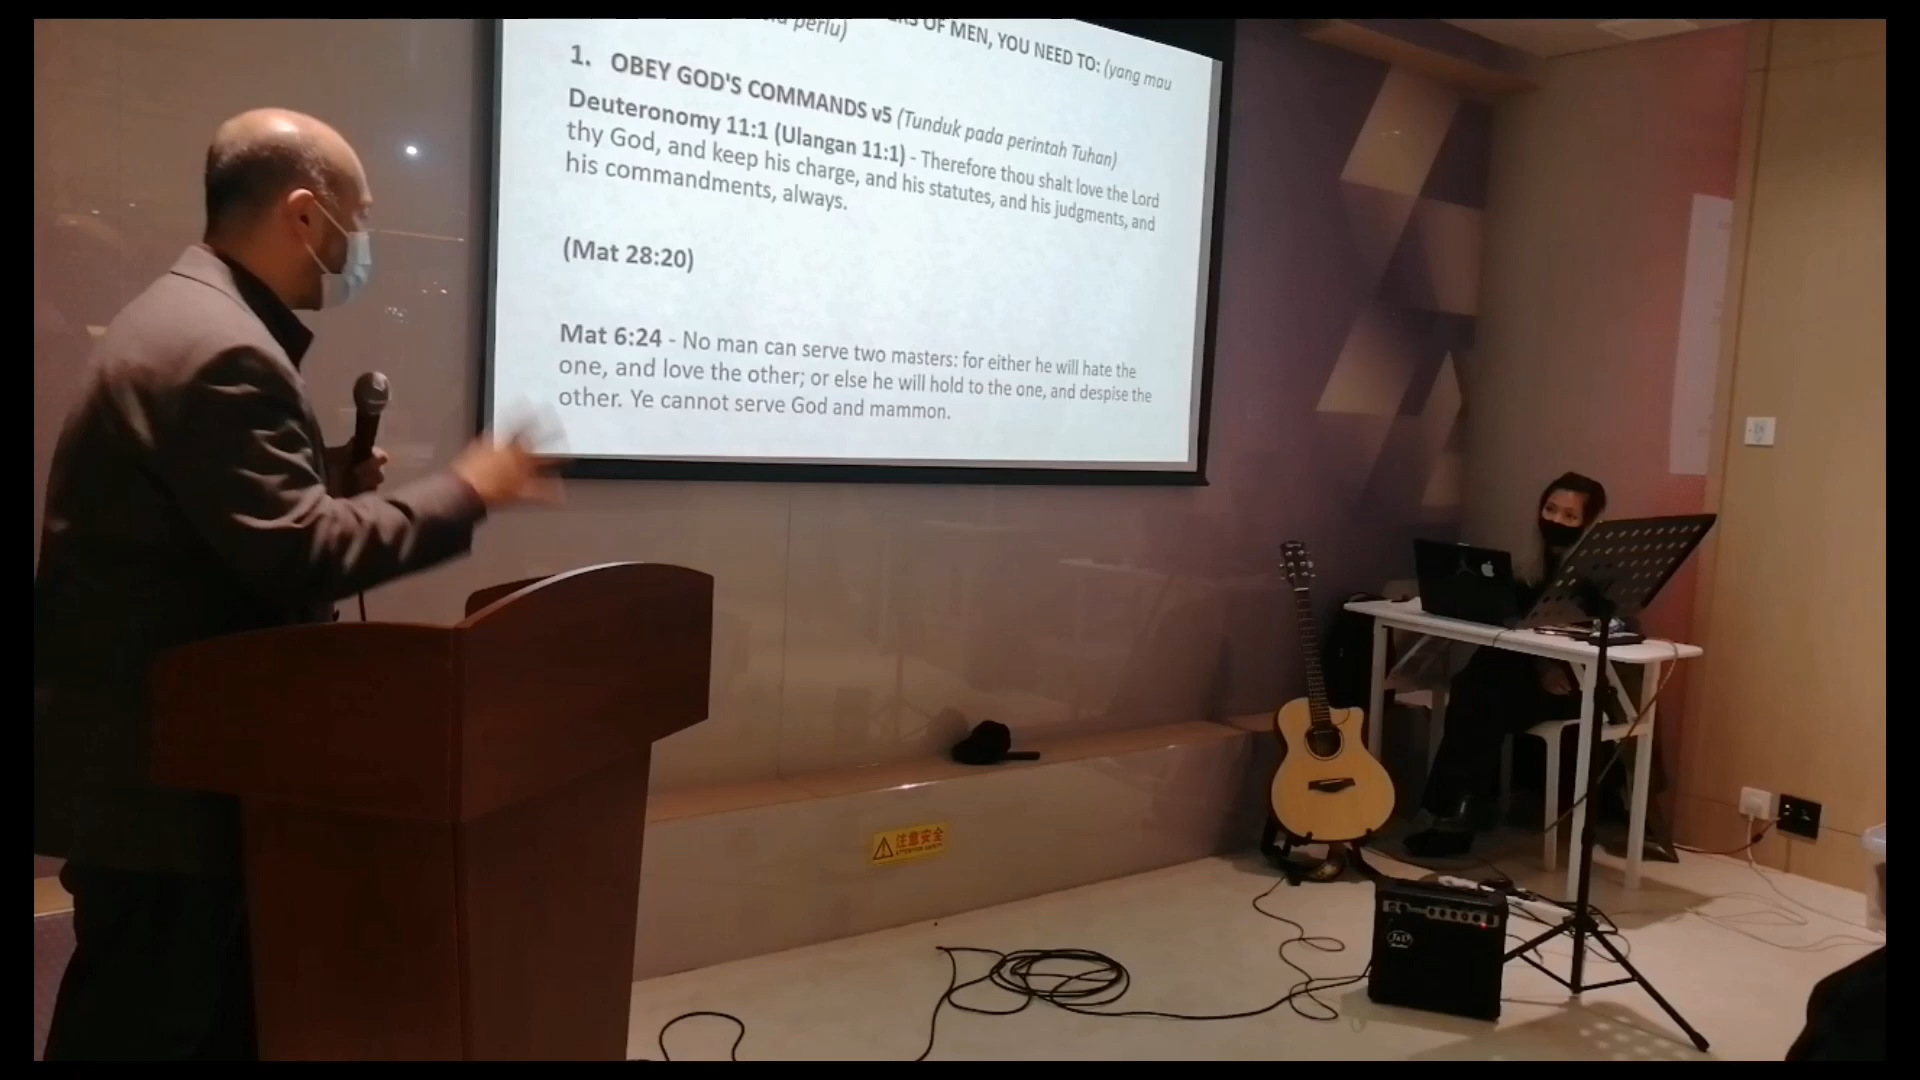 perlu)
OF MEN, YOU NEED TO: (yang mau
1. OBEY GOD'S COMMANDS v5 (Tunduk pada perintah Tuhan)
Deuteronomy 11:1 (Ulangan 11:1) - Therefore thou shalt love the Lord
thy God, and keep his charge, and his statutes, and his judgments, and
his commandments, always.
(Mat 28:20)
Mat 6:24 - No man can serve two masters: for either he will hate the
one, and love the other; or else he will hold to the one, and despise the
other. Ye cannot serve God and mammon.
注意安全
ATTENTION SAFETY